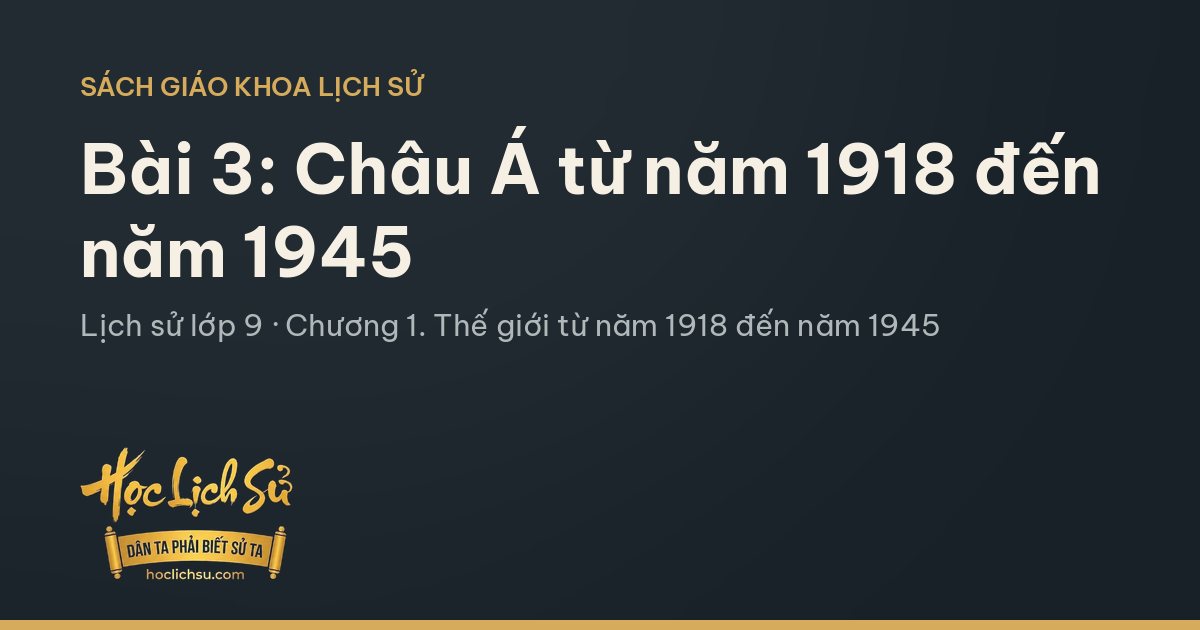 SÁCH GIÁO KHOA LỊCH SỬ
Bài 3: Châu Á từ năm 1918 đến
năm 1945
Lịch sử lớp 9 · Chương 1. Thế giới từ năm 1918 đến năm 1945
Học Lịch Sử
DÂN TA PHẢI BIẾT SỬ TA
hoclichsu.com